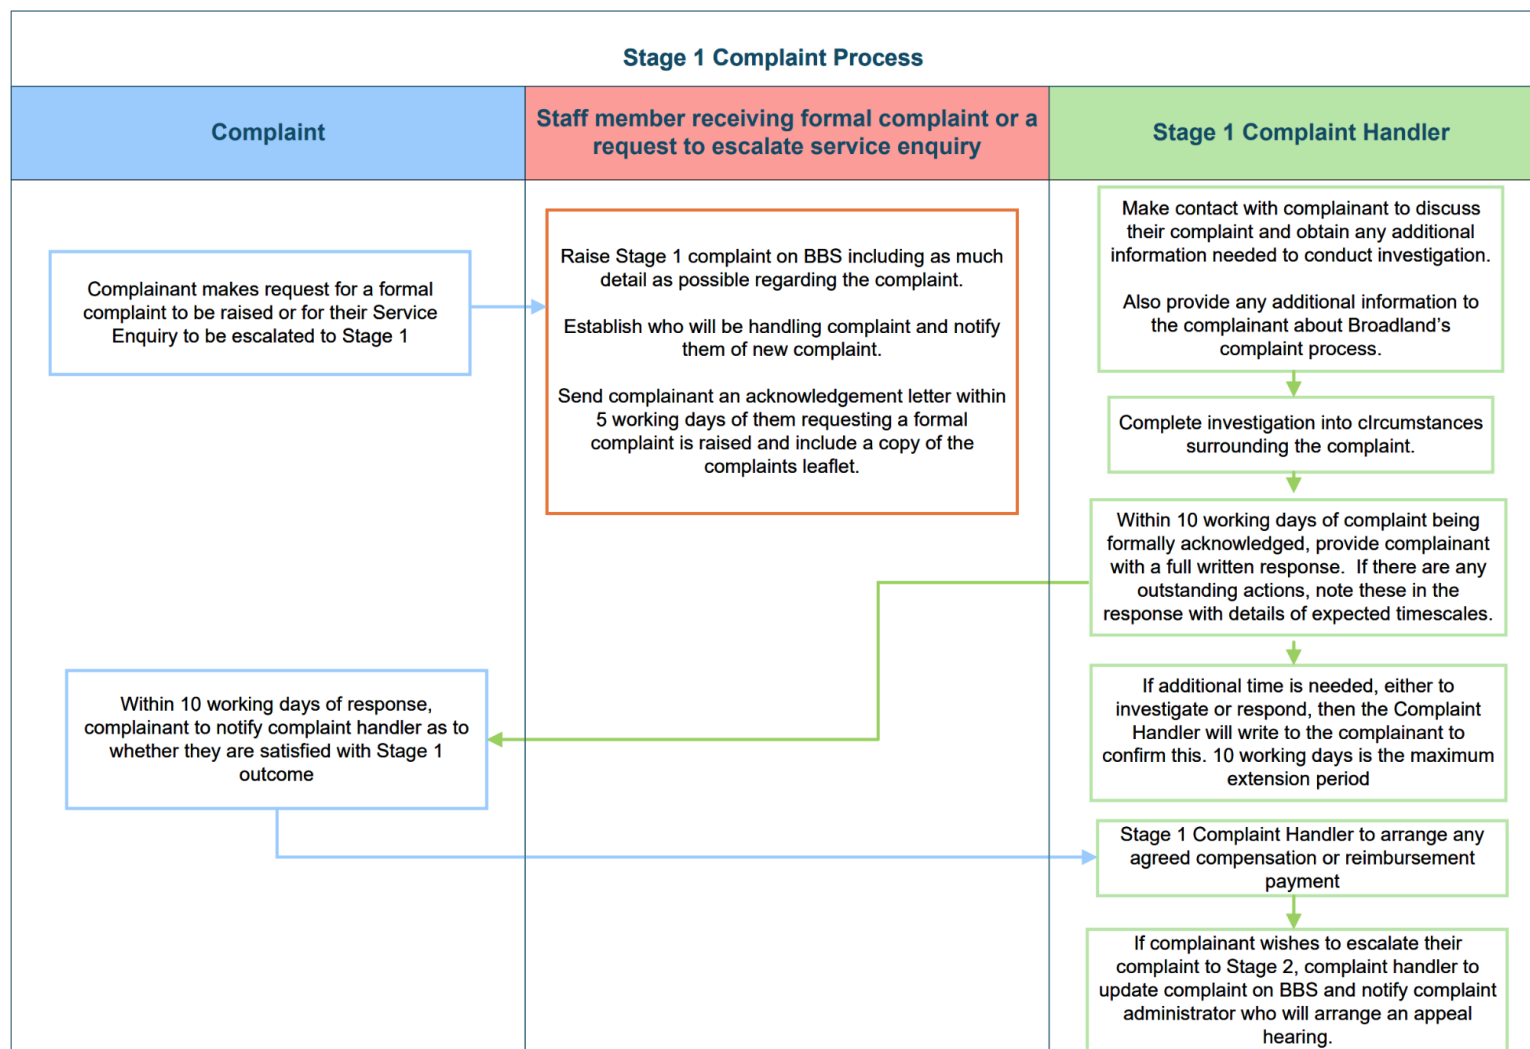 Stage 1 Complaint Process
Complaint
Staff member receiving formal complaint or a
request to escalate service enquiry
Stage 1 Complaint Handler
Complainant makes request for a formal
complaint to be raised or for their Service
Enquiry to be escalated to Stage 1
Raise Stage 1 complaint on BBS including as much
detail as possible regarding the complaint.
Establish who will be handling complaint and notify
them of new complaint.
Send complainant an acknowledgement letter within
5 working days of them requesting a formal
complaint is raised and include a copy of the
complaints leaflet.
Make contact with complainant to discuss
their complaint and obtain any additional
information needed to conduct investigation.
Also provide any additional information to
the complainant about Broadland's
complaint process.
Complete investigation into cIrcumstances
surrounding the complaint.
Within 10 working days of complaint being
formally acknowledged, provide complainant
with a full written response.  If there are any
outstanding actions, note these in the
response with details of expected timescales.
If additional time is needed, either to
investigate or respond, then the Complaint
Handler will write to the complainant to
confirm this. 10 working days is the maximum
extension period
Within 10 working days of response,
complainant to notify complaint handler as to
whether they are satisfied with Stage 1
outcome
Stage 1 Complaint Handler to arrange any
agreed compensation or reimbursement
payment
If complainant wishes to escalate their
complaint to Stage 2, complaint handler to
update complaint on BBS and notify complaint
administrator who will arrange an appeal
hearing.